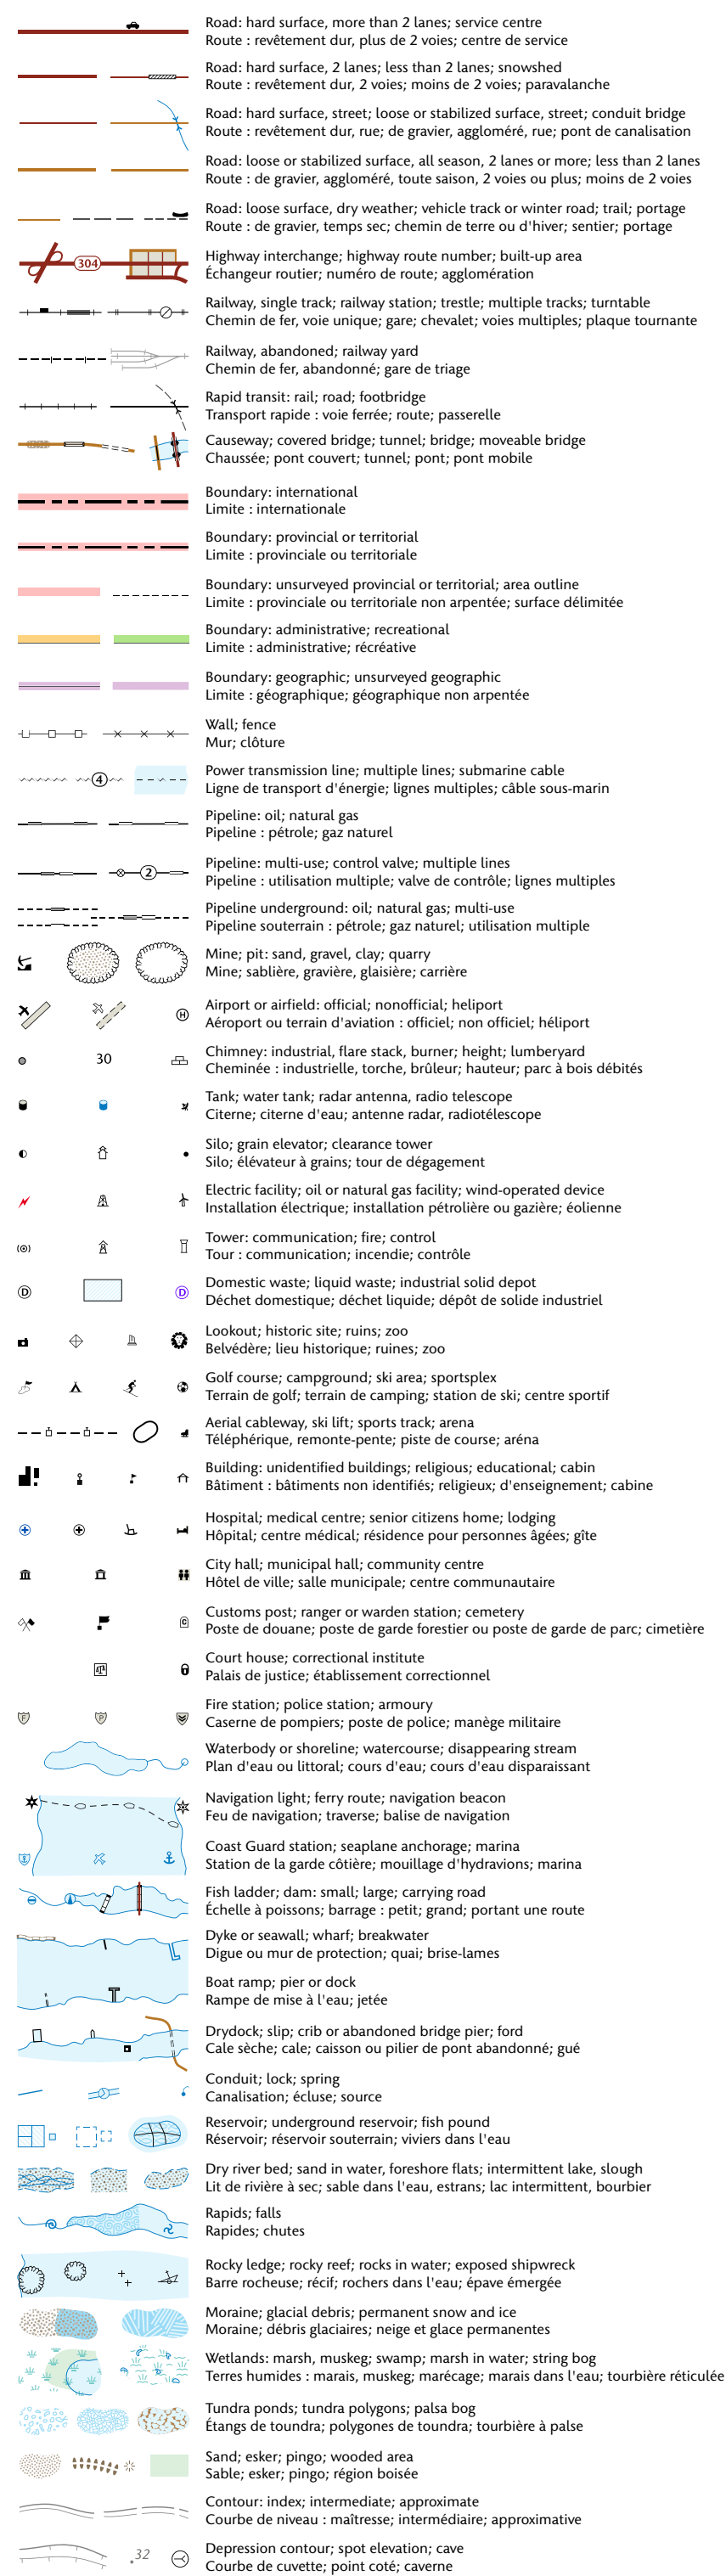 Road: hard surface, more than 2 lanes; service centre
Route : revêtement dur, plus de 2 voies; centre de service
Road: hard surface, 2 lanes; less than 2 lanes; snowshed
Route : revêtement dur, 2 voies; moins de 2 voies; paravalanche
Road: hard surface, street; loose or stabilized surface, street; conduit bridge
Route : revêtement dur, rue; de gravier, aggloméré, rue; pont de canalisation
Road: loose or stabilized surface, all season, 2 lanes or more; less than 2 lanes
Route : de gravier, aggloméré, toute saison, 2 voies ou plus; moins de 2 voies
Road: loose surface, dry weather; vehicle track or winter road; trail; portage
Route : de gravier, temps sec; chemin de terre ou d'hiver; sentier; portage
304
Highway interchange; highway route number; built-up area
Échangeur routier; numéro de route; agglomération
Railway, single track; railway station; trestle; multiple tracks; turntable
Chemin de fer, voie unique; gare; chevalet; voies multiples; plaque tournante
Railway, abandoned; railway yard
Chemin de fer, abandonné; gare de triage
Rapid transit: rail; road; footbridge
Transport rapide : voie ferrée; route; passerelle
Causeway; covered bridge; tunnel; bridge; moveable bridge
Chaussée; pont couvert; tunnel; pont; pont mobile
Boundary: international
Limite : internationale
Boundary: provincial or territorial
Limite : provinciale ou territoriale
Boundary: unsurveyed provincial or territorial; area outline
Limite : provinciale ou territoriale non arpentée; surface délimitée
Boundary: administrative; recreational
Limite : administrative; récréative
Boundary: geographic; unsurveyed geographic
Limite : géographique; géographique non arpentée
Wall; fence
Mur; clôture
4
Power transmission line; multiple lines; submarine cable
Ligne de transport d'énergie; lignes multiples; câble sous-marin
Pipeline: oil; natural gas
Pipeline : pétrole; gaz naturel
2
Pipeline: multi-use; control valve; multiple lines
Pipeline : utilisation multiple; valve de contrôle; lignes multiples
Pipeline underground: oil; natural gas; multi-use
Pipeline souterrain : pétrole; gaz naturel; utilisation multiple
Mine; pit: sand, gravel, clay; quarry
Mine; sablière, gravière, glaisière; carrière
H
Airport or airfield: official; nonofficial; heliport
Aéroport ou terrain d'aviation : officiel; non officiel; héliport
30
Chimney: industrial, flare stack, burner; height; lumberyard
Cheminée : industrielle, torche, brûleur; hauteur; parc à bois débités
Tank; water tank; radar antenna, radio telescope
Citerne; citerne d'eau; antenne radar, radiotélescope
Silo; grain elevator; clearance tower
Silo; élévateur à grains; tour de dégagement
Electric facility; oil or natural gas facility; wind-operated device
Installation électrique; installation pétrolière ou gazière; éolienne
Tower: communication; fire; control
Tour : communication; incendie; contrôle
D D
Domestic waste; liquid waste; industrial solid depot
Déchet domestique; déchet liquide; dépôt de solide industriel
Lookout; historic site; ruins; zoo
Belvédère; lieu historique; ruines; zoo
Golf course; campground; ski area; sportsplex
Terrain de golf; terrain de camping; station de ski; centre sportif
Aerial cableway, ski lift; sports track; arena
Téléphérique, remonte-pente; piste de course; aréna
Building: unidentified buildings; religious; educational; cabin
Bâtiment : bâtiments non identifiés; religieux; d'enseignement; cabine
Hospital; medical centre; senior citizens home; lodging
Hôpital; centre médical; résidence pour personnes âgées; gîte
City hall; municipal hall; community centre
Hôtel de ville; salle municipale; centre communautaire
C
Customs post; ranger or warden station; cemetery
Poste de douane; poste de garde forestier ou poste de garde de parc; cimetière
Court house; correctional institute
Palais de justice; établissement correctionnel
F P
Fire station; police station; armoury
Caserne de pompiers; poste de police; manège militaire
Waterbody or shoreline; watercourse; disappearing stream
Plan d'eau ou littoral; cours d'eau; cours d'eau disparaissant
Navigation light; ferry route; navigation beacon
Feu de navigation; traverse; balise de navigation
Coast Guard station; seaplane anchorage; marina
Station de la garde côtière; mouillage d'hydravions; marina
Fish ladder; dam: small; large; carrying road
Échelle à poissons; barrage : petit; grand; portant une route
Dyke or seawall; wharf; breakwater
Digue ou mur de protection; quai; brise-lames
Boat ramp; pier or dock
Rampe de mise à l'eau; jetée
Drydock; slip; crib or abandoned bridge pier; ford
Cale sèche; cale; caisson ou pilier de pont abandonné; gué
Conduit; lock; spring
Canalisation; écluse; source
Reservoir; underground reservoir; fish pound
Réservoir; réservoir souterrain; viviers dans l'eau
Dry river bed; sand in water, foreshore flats; intermittent lake, slough
Lit de rivière à sec; sable dans l'eau, estrans; lac intermittent, bourbier
Rapids; falls
Rapides; chutes
Rocky ledge; rocky reef; rocks in water; exposed shipwreck
Barre rocheuse; récif; rochers dans l'eau; épave émergée
Moraine; glacial debris; permanent snow and ice
Moraine; débris glaciaires; neige et glace permanentes
Wetlands: marsh, muskeg; swamp; marsh in water; string bog
Terres humides : marais, muskeg; marécage; marais dans l'eau; tourbière réticulée
Tundra ponds; tundra polygons; palsa bog
Étangs de toundra; polygones de toundra; tourbière à palse
Sand; esker; pingo; wooded area
Sable; esker; pingo; région boisée
Contour: index; intermediate; approximate
Courbe de niveau : maîtresse; intermédiaire; approximative
.32
Depression contour; spot elevation; cave
Courbe de cuvette; point coté; caverne